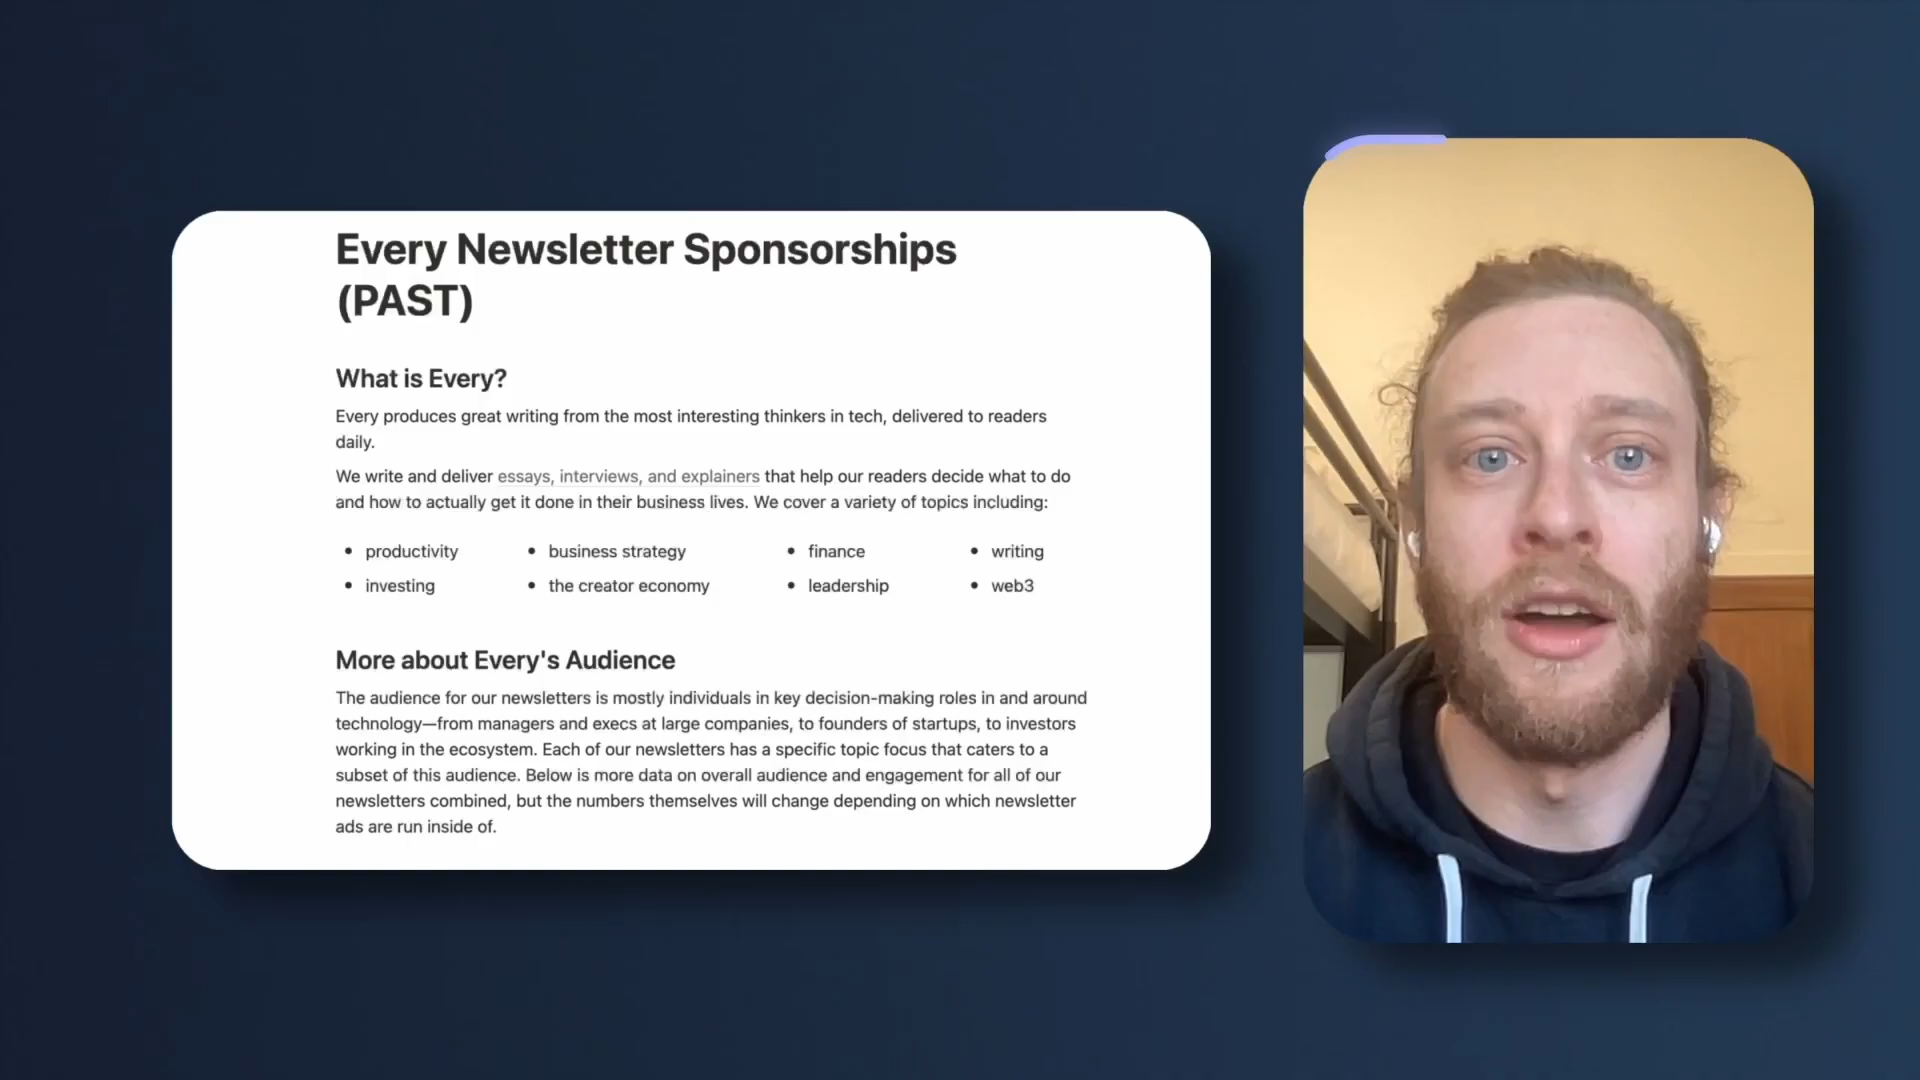 Every Newsletter Sponsorships
(PAST)
What is Every?
Every produces great writing from the most interesting thinkers in tech, delivered to readers
daily.
We write and deliver essays, interviews, and explainers that help our readers decide what to do
and how to actually get it done in their business lives. We cover a variety of topics including:
• productivity • business strategy • finance • writing
• investing • the creator economy • leadership • web3
More about Every's Audience
The audience for our newsletters is mostly individuals in key decision-making roles in and around
technology—from managers and execs at large companies, to founders of startups, to investors
working in the ecosystem. Each of our newsletters has a specific topic focus that caters to a
subset of this audience. Below is more data on overall audience and engagement for all of our
newsletters combined, but the numbers themselves will change depending on which newsletter
ads are run inside of.